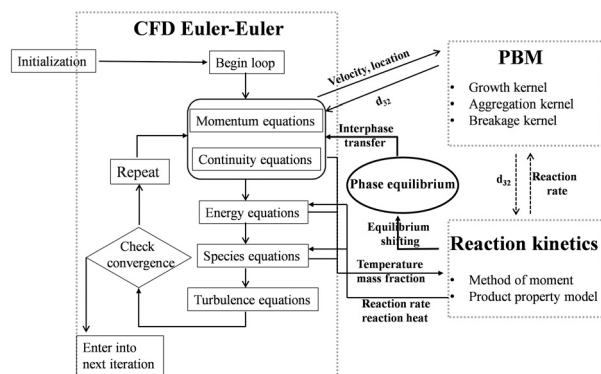 CFD Euler-Euler
Initialization
Begin loop
Momentum equations
Continuity equations
Repeat
Energy equations
Check
convergence
Species equations
Turbulence equations
Enter into
next iteration
Velocity, location
d32
PBM
• Growth kernel
• Aggregation kernel
• Breakage kernel
Interphase
transfer
Phase equilibrium
d32
Reaction
rate
Equilibrium
shifting
Reaction kinetics
• Method of moment
• Product property model
Temperature
mass fraction
Reaction rate
reaction heat